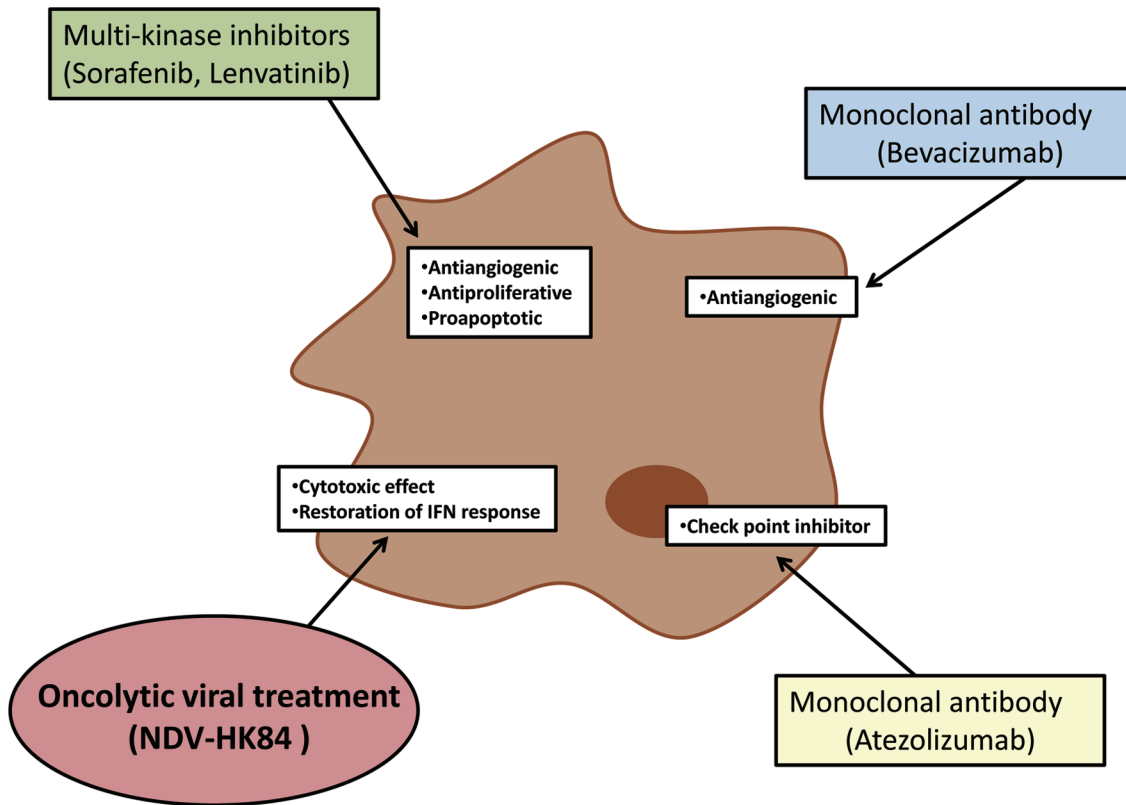 Multi-kinase inhibitors
(Sorafenib, Lenvatinib)
Monoclonal antibody
(Bevacizumab)
•Antiangiogenic
•Antiproliferative
•Proapoptotic
•Antiangiogenic
•Cytotoxic effect
•Restoration of IFN response
•Check point inhibitor
Oncolytic viral treatment
(NDV-HK84 )
Monoclonal antibody
(Atezolizumab)